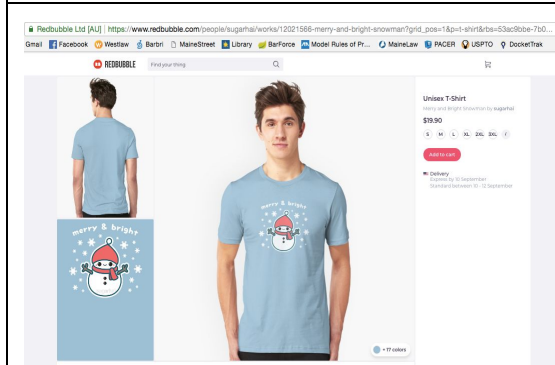 Redbubble Ltd [AU] | https://www.redbubble.com/people/sugarhai/works/12021566-merry-and-bright-snowman?grid_pos=1&p=t-shirt&rbs=53ac9bbe-7b0...
Gmail Facebook Westlaw Barbri MaineStreet Library BarForce Model Rules of Pr... MaineLaw PACER USPTO DocketTrak
REDBUBBLE Find your thing
Unisex T-Shirt
Merry and Bright Snowman by sugarhai
$19.90
S M L XL 2XL 3XL
Add to cart
Delivery
Express by 10 September
Standard between 10 - 12 September
merry & bright
merry & bright
+ 17 colors